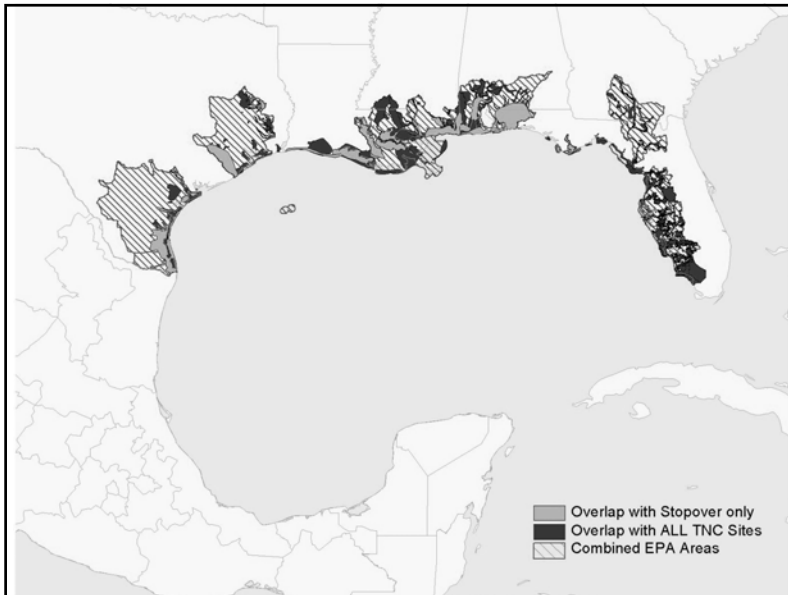 Overlap with Stopover only
Overlap with ALL TNC Sites
Combined EPA Areas